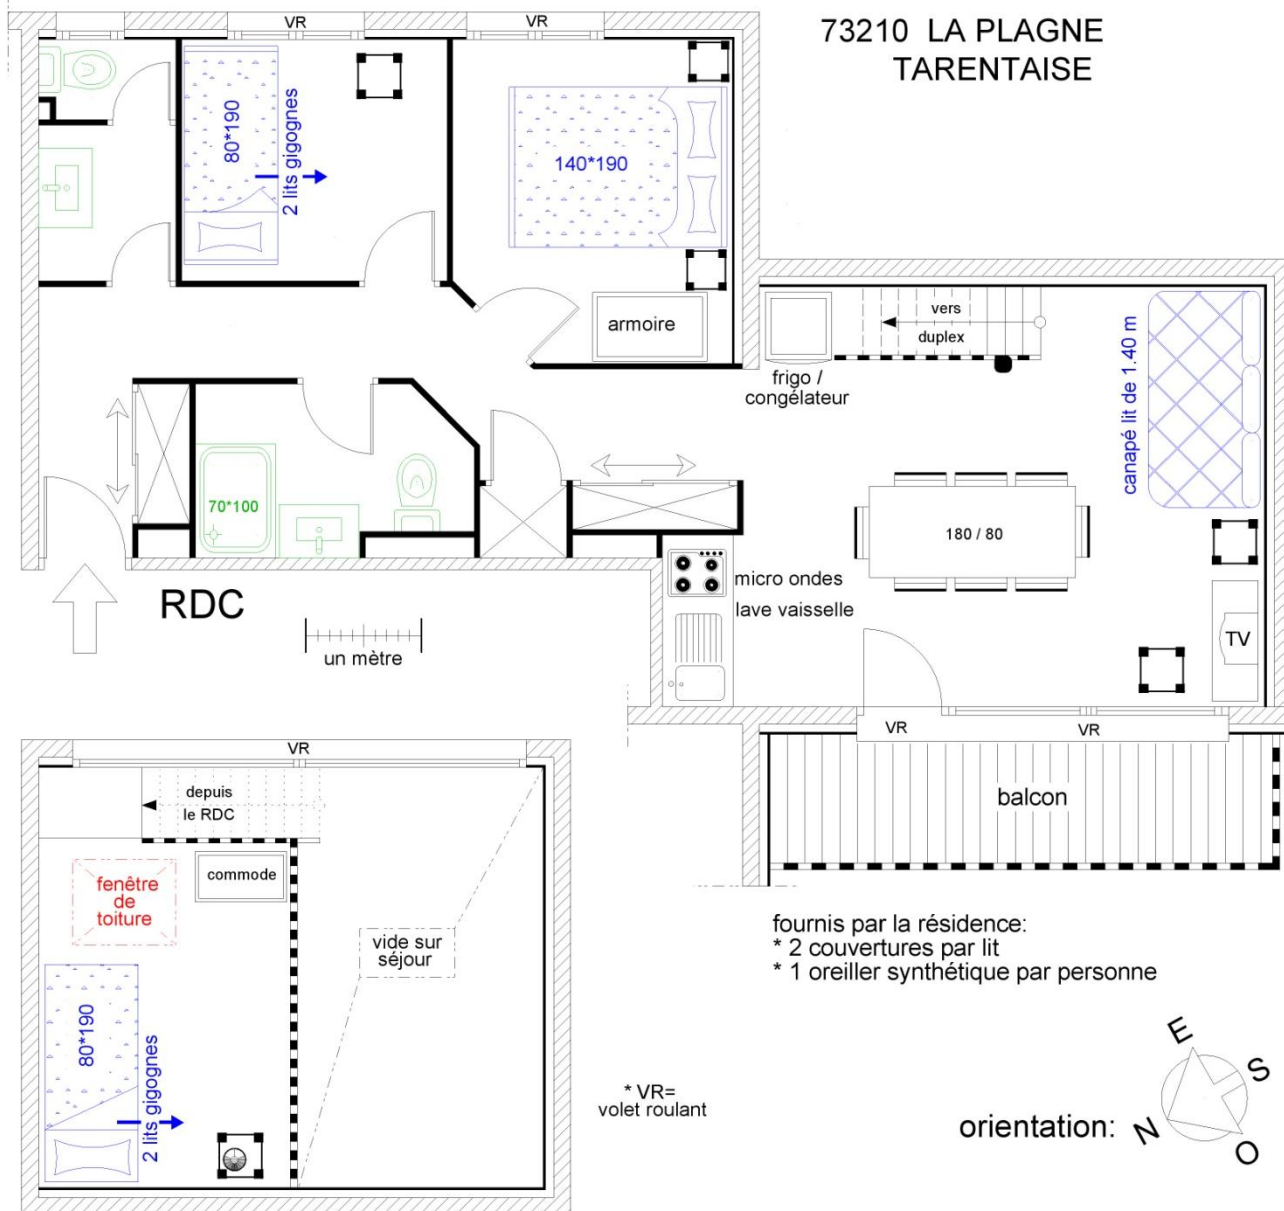 73210 LA PLAGNE
TARENTAISE
VR
VR
80*190
2 lits gigognes
140*190
armoire
vers
duplex
frigo /
congélateur
canapé lit de 1.40 m
70*100
180 / 80
micro ondes
lave vaisselle
TV
RDC
un mètre
VR
VR
balcon
VR
depuis
le RDC
commode
fenêtre
de
toiture
vide sur
séjour
80*190
2 lits gigognes
fournis par la résidence:
* 2 couvertures par lit
* 1 oreiller synthétique par personne
* VR=
volet roulant
orientation:
E
S
N
O